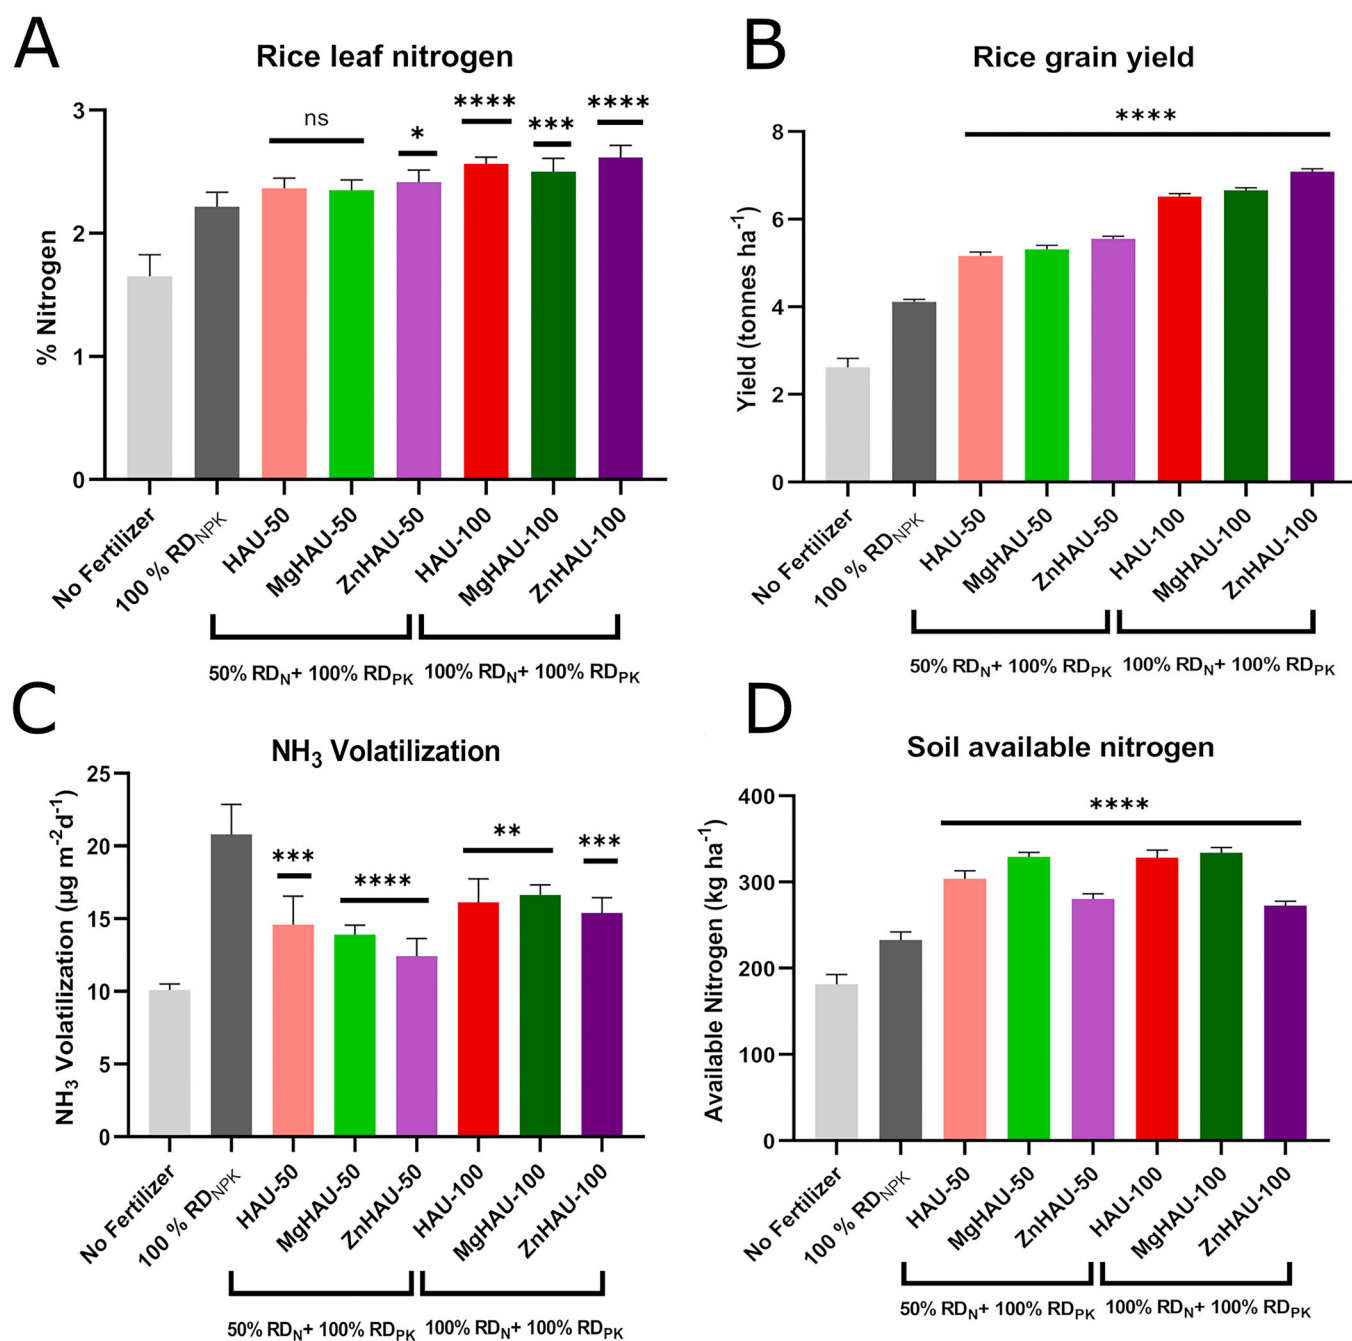 A
Rice leaf nitrogen
% Nitrogen
3
2
1
0
ns
*
****
***
****
No Fertilizer
100 % RDNPK
HAU-50
MgHAU-50
ZnHAU-50
HAU-100
MgHAU-100
ZnHAU-100
50% RDN+ 100% RDPK
100% RDN+ 100% RDPK
B
Rice grain yield
Yield (tonnes ha-1)
8
6
4
2
0
****
No Fertilizer
100 % RDNPK
HAU-50
MgHAU-50
ZnHAU-50
HAU-100
MgHAU-100
ZnHAU-100
50% RDN+ 100% RDPK
100% RDN+ 100% RDPK
C
NH3 Volatilization
NH3 Volatilization (µg m-2d-1)
25
20
15
10
5
0
***
****
**
***
No Fertilizer
100 % RDNPK
HAU-50
MgHAU-50
ZnHAU-50
HAU-100
MgHAU-100
ZnHAU-100
50% RDN+ 100% RDPK
100% RDN+ 100% RDPK
D
Soil available nitrogen
Available Nitrogen (kg ha-1)
400
300
200
100
0
****
No Fertilizer
100 % RDNPK
HAU-50
MgHAU-50
ZnHAU-50
HAU-100
MgHAU-100
ZnHAU-100
50% RDN+ 100% RDPK
100% RDN+ 100% RDPK